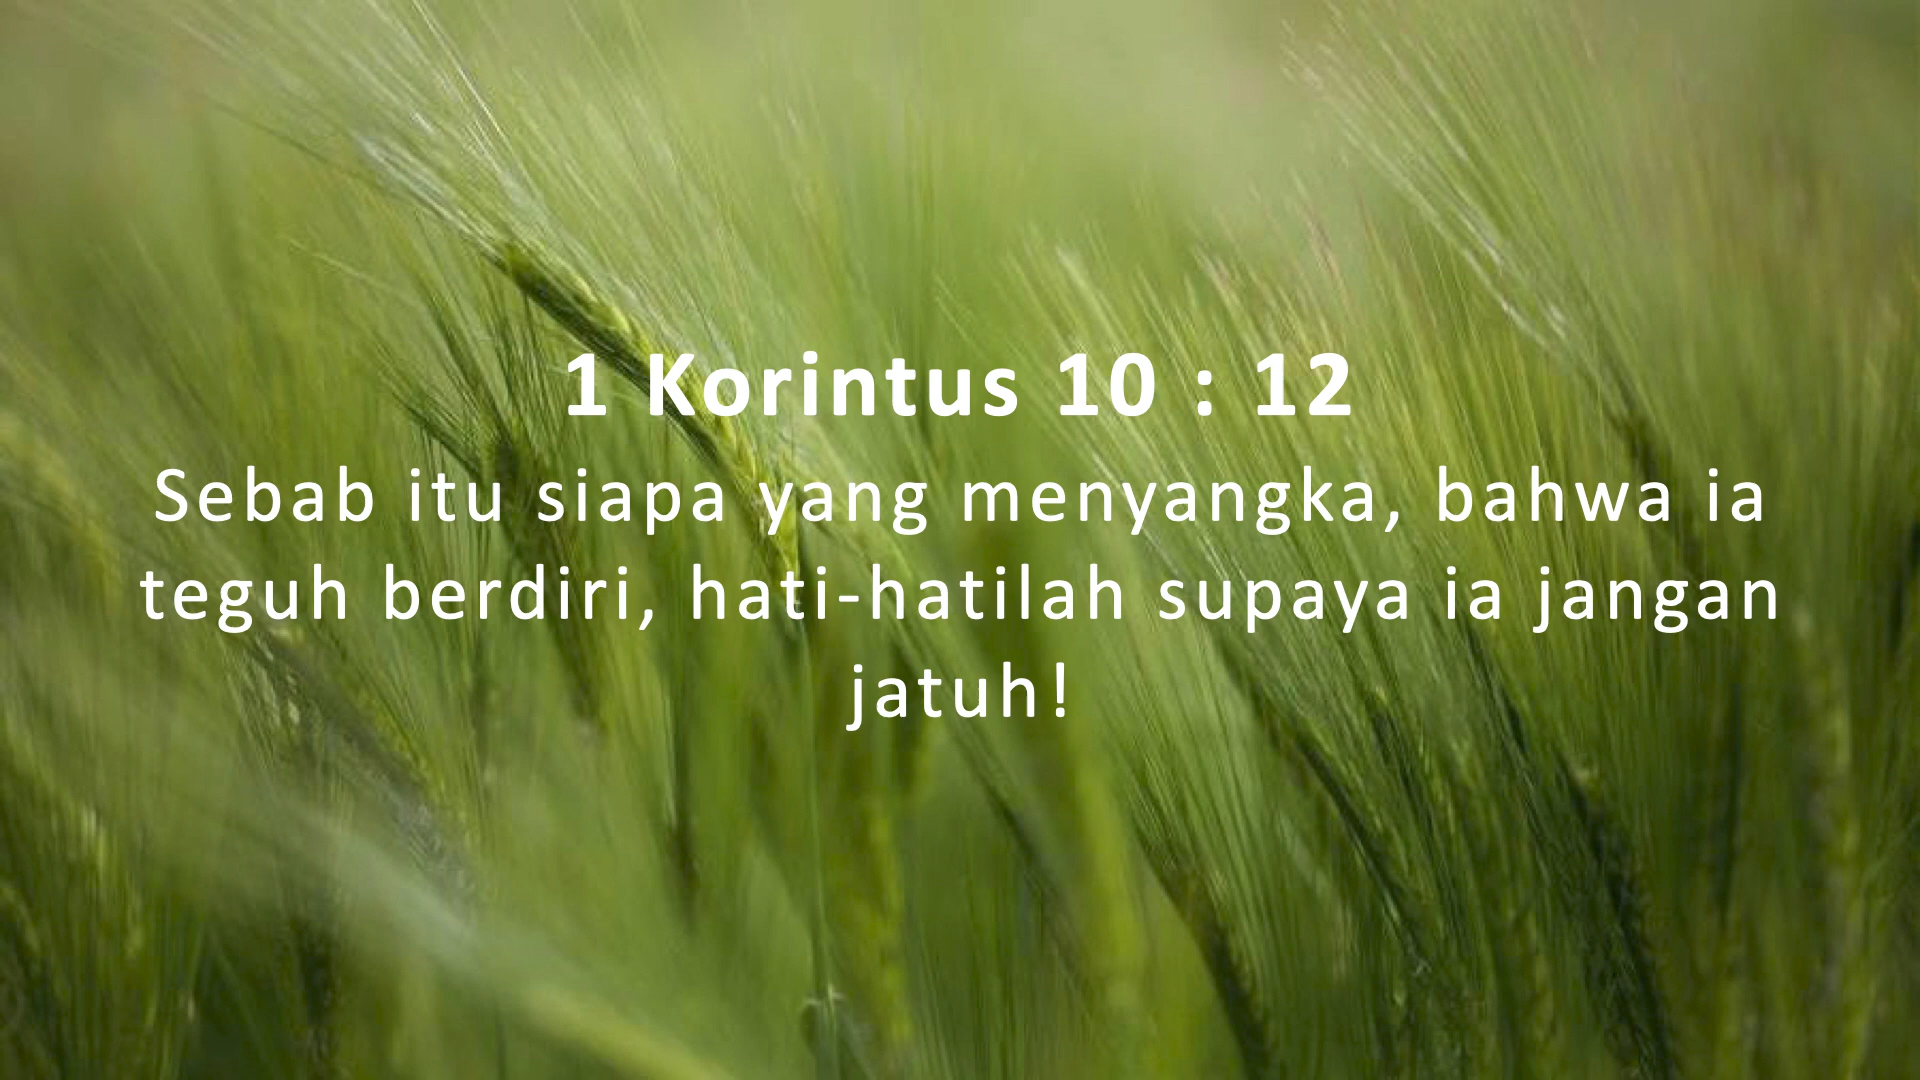 1 Korintus 10 : 12
Sebab itu siapa yang menyangka, bahwa ia
teguh berdiri, hati-hatilah supaya ia jangan
jatuh!